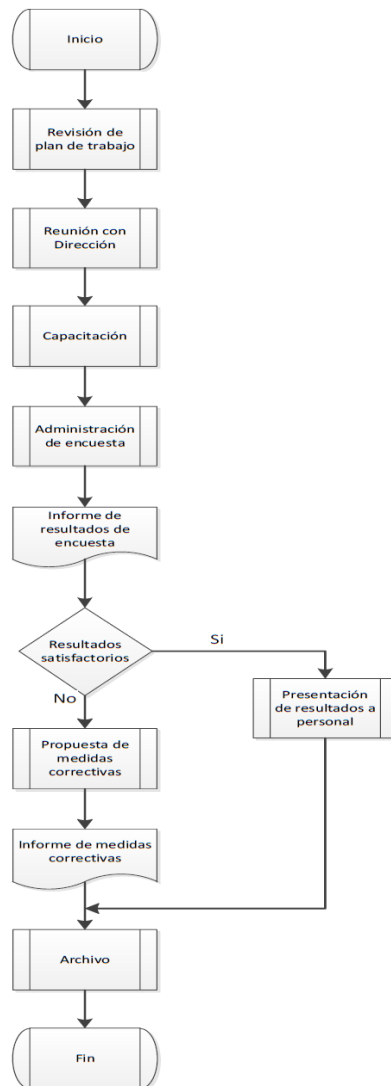 Inicio
Revisión de
plan de trabajo
Reunión con
Dirección
Capacitación
Administración
de encuesta
Informe de
resultados de
encuesta
Resultados
satisfactorios
Si
No
Presentación
de resultados a
personal
Propuesta de
medidas
correctivas
Informe de medidas
correctivas
Archivo
Fin